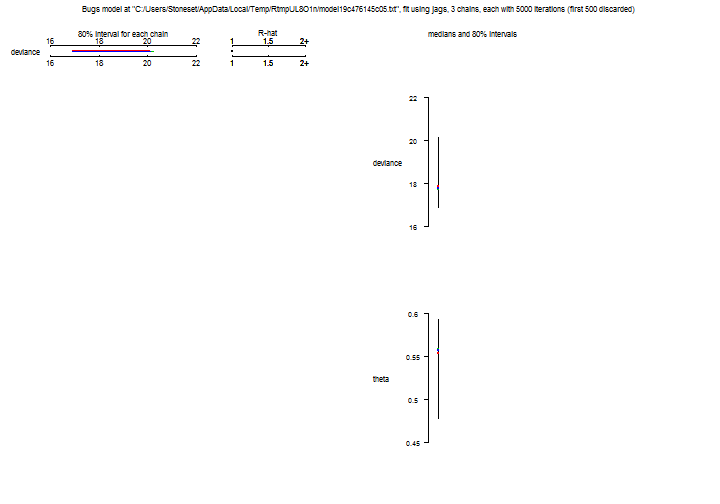 Bugs model at "C:/Users/Stoneset/AppData/Local/Temp/RtmpUL8O1n/model19c476145c05.txt", fit using jags, 3 chains, each with 5000 iterations (first 500 discarded)
80% interval for each chain
R-hat
medians and 80% intervals
16 18 20 22
1 1.5 2+
deviance
16 18 20 22
1 1.5 2+
22
20
deviance
18
16
0.6
0.55
theta
0.5
0.45